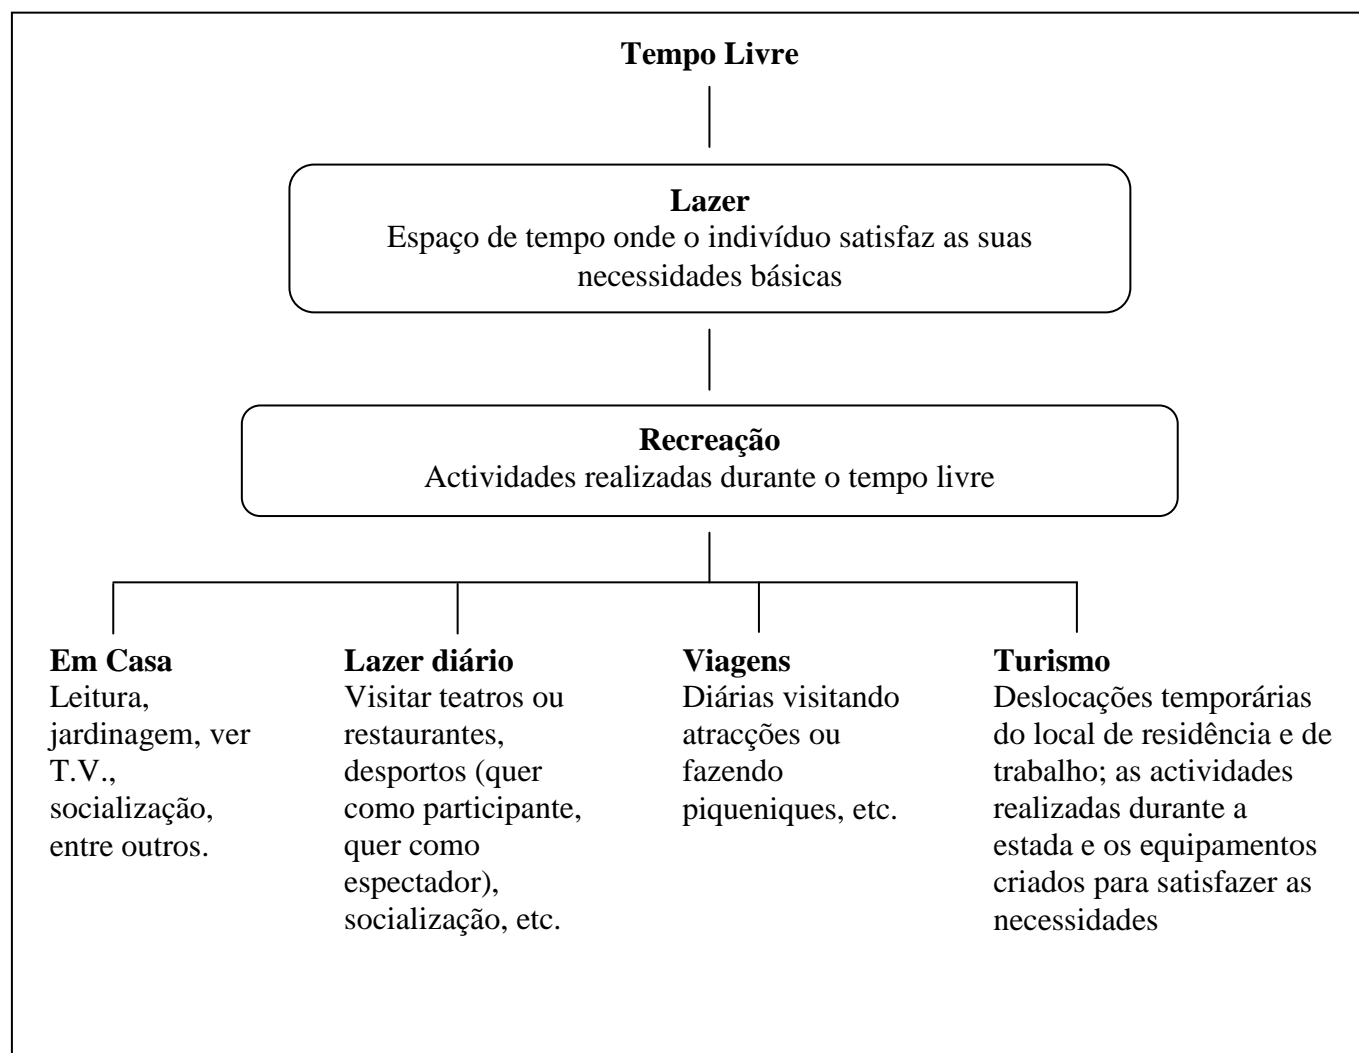 Tempo Livre
Lazer
Espaço de tempo onde o indivíduo satisfaz as suas
necessidades básicas
Recreação
Actividades realizadas durante o tempo livre
Em Casa
Leitura,
jardinagem, ver
T.V.,
socialização,
entre outros.
Lazer diário
Visitar teatros ou
restaurantes,
desportos (quer
como participante,
quer como
espectador),
socialização, etc.
Viagens
Diárias visitando
atracções ou
fazendo
piqueniques, etc.
Turismo
Deslocações temporárias
do local de residência e de
trabalho; as actividades
realizadas durante a
estada e os equipamentos
criados para satisfazer as
necessidades